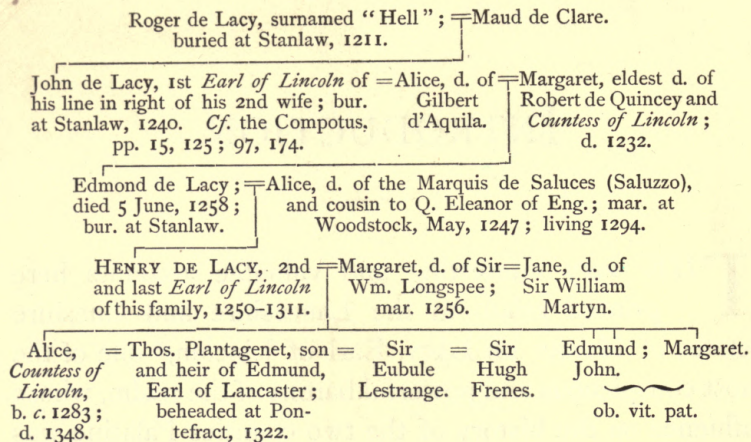 Roger de Lacy, surnamed “Hell”; = Maud de Clare.
buried at Stanlaw, 1211.
John de Lacy, 1st Earl of Lincoln of = Alice, d. of = Margaret, eldest d. of
his line in right of his 2nd wife; bur. Gilbert Robert de Quincey and
at Stanlaw, 1240. Cf. the Compotus, d'Aquila. Countess of Lincoln;
pp. 15, 125; 97, 174. d. 1232.
Edmond de Lacy; = Alice, d. of the Marquis de Saluces (Saluzzo),
died 5 June, 1258; and cousin to Q. Eleanor of Eng.; mar. at
bur. at Stanlaw. Woodstock, May, 1247; living 1294.
HENRY DE LACY, 2nd = Margaret, d. of Sir = Jane, d. of
and last Earl of Lincoln Wm. Longspee; Sir William
of this family, 1250–1311. mar. 1256. Martyn.
Alice, = Thos. Plantagenet, son = Sir = Sir Edmund; Margaret.
Countess of and heir of Edmund, Eubule Hugh John.
Lincoln, Earl of Lancaster; Lestrange. Frenes.
b. c. 1283; beheaded at Pon- ob. vit. pat.
d. 1348. tefract, 1322.